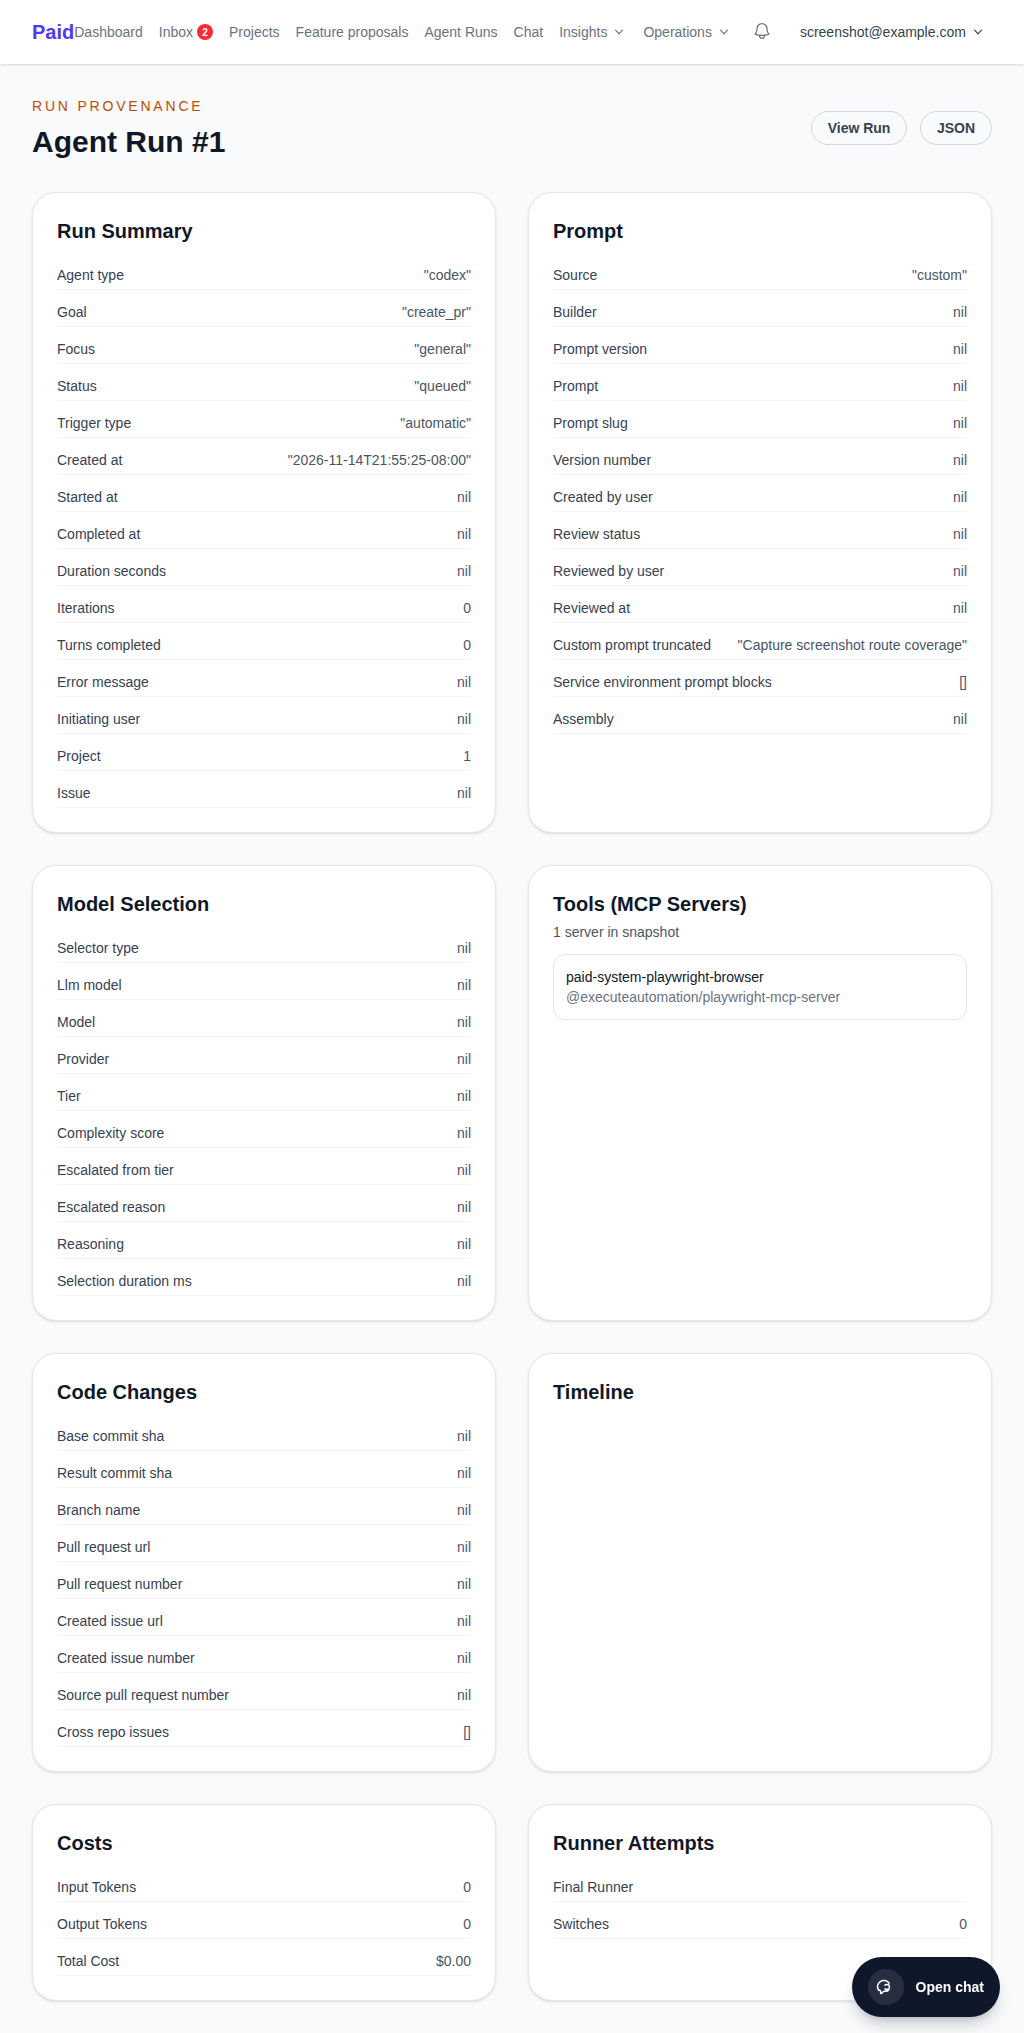 Paid Dashboard Inbox 2 Projects Feature proposals Agent Runs Chat Insights Operations screenshot@example.com
RUN PROVENANCE
Agent Run #1
View Run JSON
Run Summary
Agent type "codex"
Goal "create_pr"
Focus "general"
Status "queued"
Trigger type "automatic"
Created at "2026-11-14T21:55:25-08:00"
Started at nil
Completed at nil
Duration seconds nil
Iterations 0
Turns completed 0
Error message nil
Initiating user nil
Project 1
Issue nil
Prompt
Source "custom"
Builder nil
Prompt version nil
Prompt nil
Prompt slug nil
Version number nil
Created by user nil
Review status nil
Reviewed by user nil
Reviewed at nil
Custom prompt truncated "Capture screenshot route coverage"
Service environment prompt blocks []
Assembly nil
Model Selection
Selector type nil
Llm model nil
Model nil
Provider nil
Tier nil
Complexity score nil
Escalated from tier nil
Escalated reason nil
Reasoning nil
Selection duration ms nil
Tools (MCP Servers)
1 server in snapshot
paid-system-playwright-browser
@executeautomation/playwright-mcp-server
Code Changes
Base commit sha nil
Result commit sha nil
Branch name nil
Pull request url nil
Pull request number nil
Created issue url nil
Created issue number nil
Source pull request number nil
Cross repo issues []
Timeline
Costs
Input Tokens 0
Output Tokens 0
Total Cost $0.00
Runner Attempts
Final Runner
Switches 0
Open chat